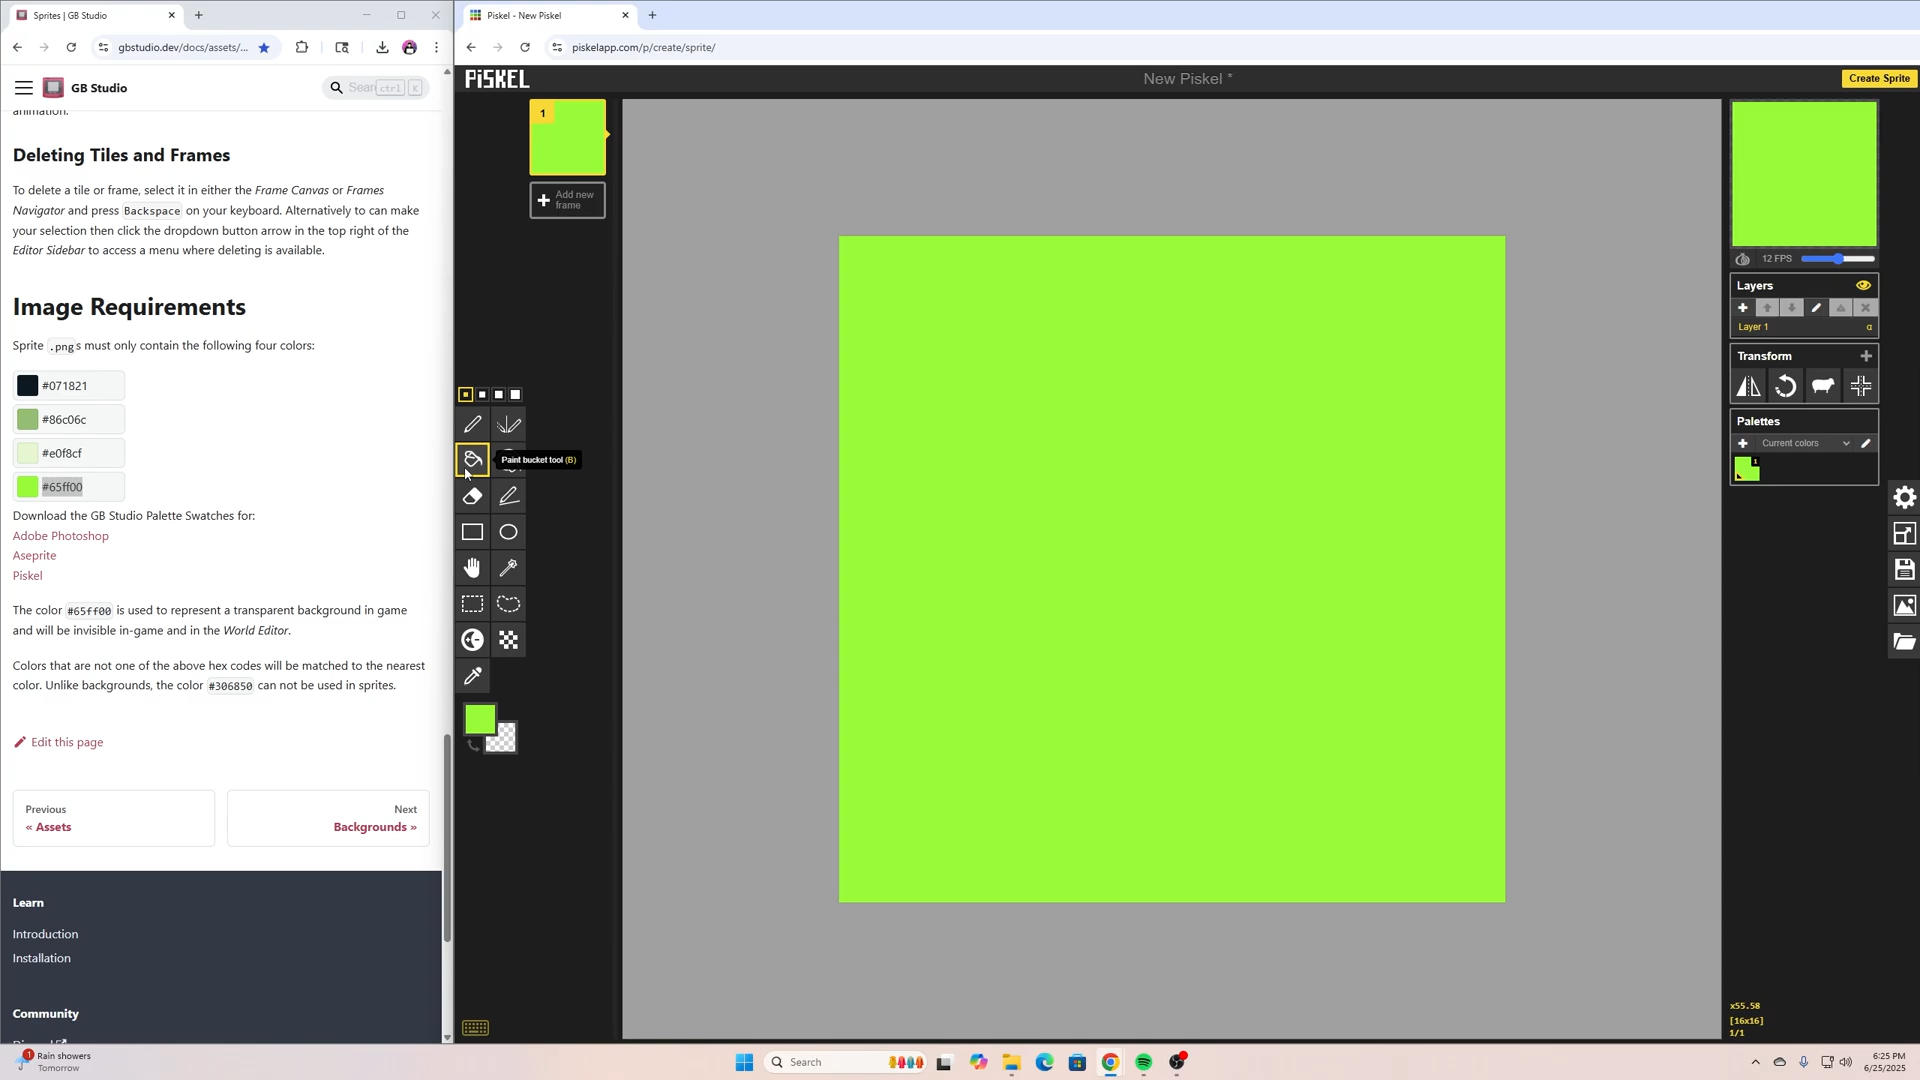 Sprites | GB Studio
Piskel - New Piskel
gbstudio.dev/docs/assets/...
piskelapp.com/p/create/sprite/
GB Studio
Sear
ctrl K
PiSKEL
New Piskel *
Create Sprite
animation.
Deleting Tiles and Frames
To delete a tile or frame, select it in either the Frame Canvas or Frames
Navigator and press Backspace on your keyboard. Alternatively to can make
your selection then click the dropdown button arrow in the top right of the
Editor Sidebar to access a menu where deleting is available.
Image Requirements
Sprite .pngs must only contain the following four colors:
#071821
#86c06c
#e0f8cf
#65ff00
Download the GB Studio Palette Swatches for:
Adobe Photoshop
Aseprite
Piskel
The color #65ff00 is used to represent a transparent background in game
and will be invisible in-game and in the World Editor.
Colors that are not one of the above hex codes will be matched to the nearest
color. Unlike backgrounds, the color #306850 can not be used in sprites.
Edit this page
Previous
« Assets
Next
Backgrounds »
Learn
Introduction
Installation
Community
1
Add new
frame
Paint bucket tool (B)
12 FPS
Layers
Layer 1
α
Transform
Palettes
Current colors
1
x55.58
[16x16]
1/1
1
Rain showers
Tomorrow
Search
6:25 PM
6/25/2025